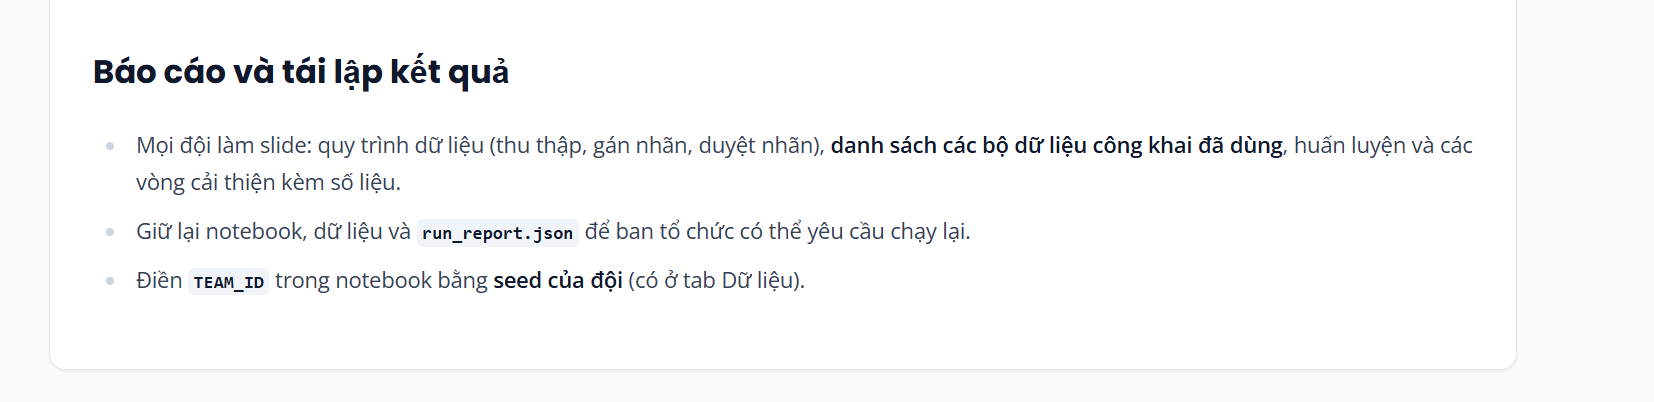 Báo cáo và tái lập kết quả
Mọi đội làm slide: quy trình dữ liệu (thu thập, gán nhãn, duyệt nhãn), danh sách các bộ dữ liệu công khai đã dùng, huấn luyện và các
vòng cải thiện kèm số liệu.
Giữ lại notebook, dữ liệu và run_report.json để ban tổ chức có thể yêu cầu chạy lại.
Điền TEAM_ID trong notebook bằng seed của đội (có ở tab Dữ liệu).